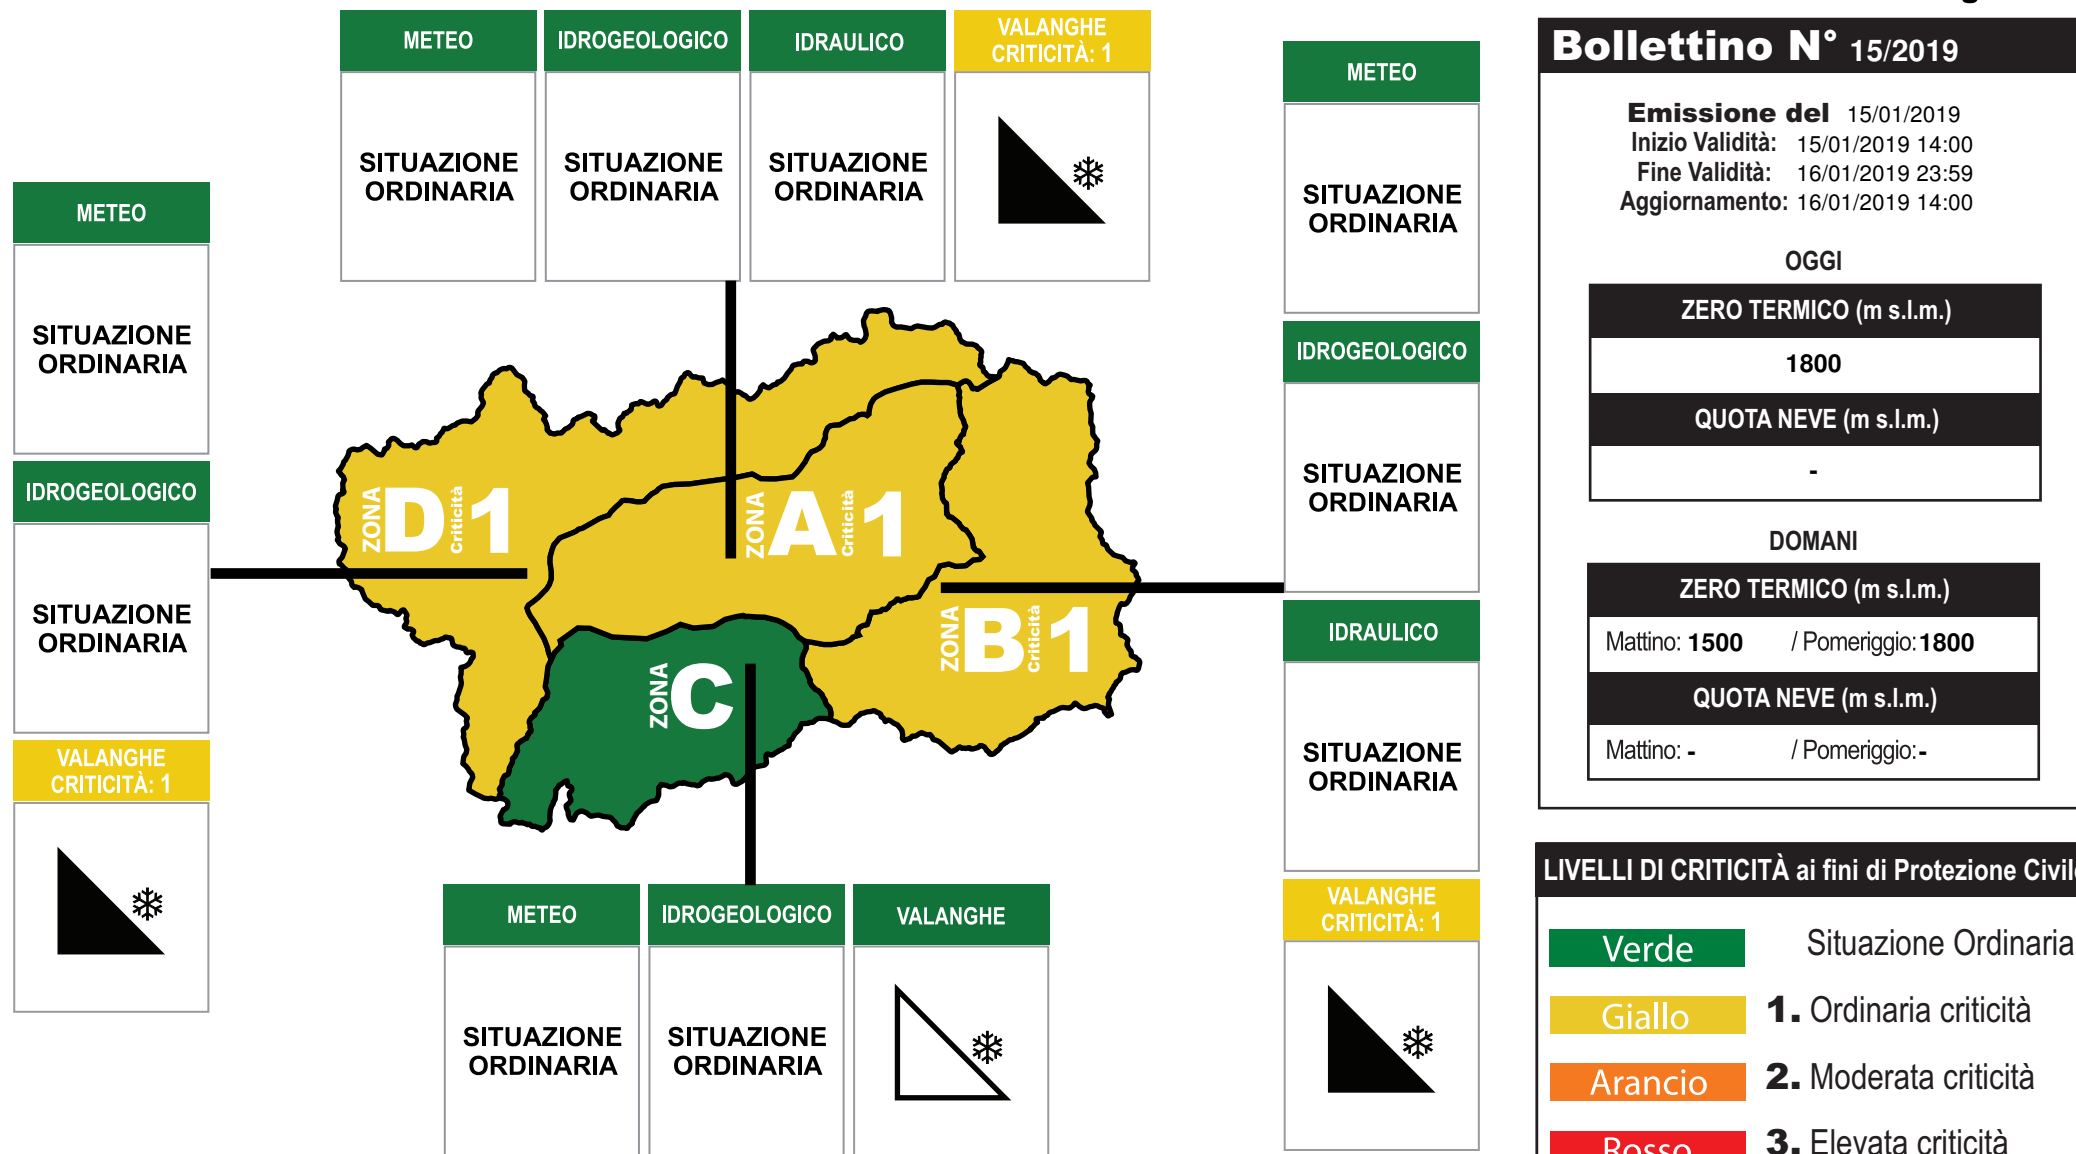 METEO
IDROGEOLOGICO
IDRAULICO
VALANGHE
CRITICITÀ: 1
SITUAZIONE
ORDINARIA
SITUAZIONE
ORDINARIA
SITUAZIONE
ORDINARIA
METEO
SITUAZIONE
ORDINARIA
IDROGEOLOGICO
SITUAZIONE
ORDINARIA
VALANGHE
CRITICITÀ: 1
ZONA D Criticità 1
ZONA A Criticità 1
ZONA B Criticità 1
ZONA C
METEO
IDROGEOLOGICO
VALANGHE
SITUAZIONE
ORDINARIA
SITUAZIONE
ORDINARIA
METEO
SITUAZIONE
ORDINARIA
IDROGEOLOGICO
SITUAZIONE
ORDINARIA
IDRAULICO
SITUAZIONE
ORDINARIA
VALANGHE
CRITICITÀ: 1
Bollettino N° 15/2019
Emissione del 15/01/2019
Inizio Validità: 15/01/2019 14:00
Fine Validità: 16/01/2019 23:59
Aggiornamento: 16/01/2019 14:00
OGGI
ZERO TERMICO (m s.l.m.)
1800
QUOTA NEVE (m s.l.m.)
-
DOMANI
ZERO TERMICO (m s.l.m.)
Mattino: 1500 / Pomeriggio: 1800
QUOTA NEVE (m s.l.m.)
Mattino: - / Pomeriggio: -
LIVELLI DI CRITICITÀ ai fini di Protezione Civile
Verde Situazione Ordinaria
Giallo 1. Ordinaria criticità
Arancio 2. Moderata criticità
Rosso 3. Elevata criticità